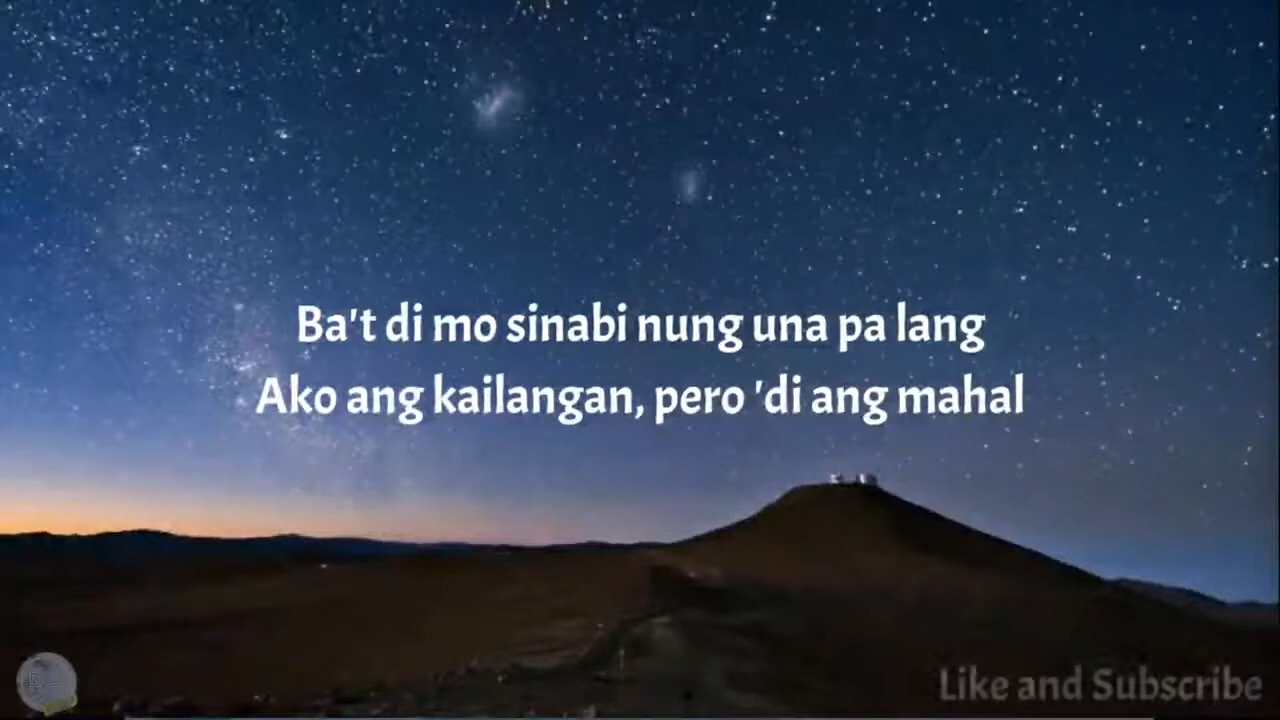 Ba't di mo sinabi nung una pa lang
Ako ang kailangan, pero 'di ang mahal
Like and Subscribe